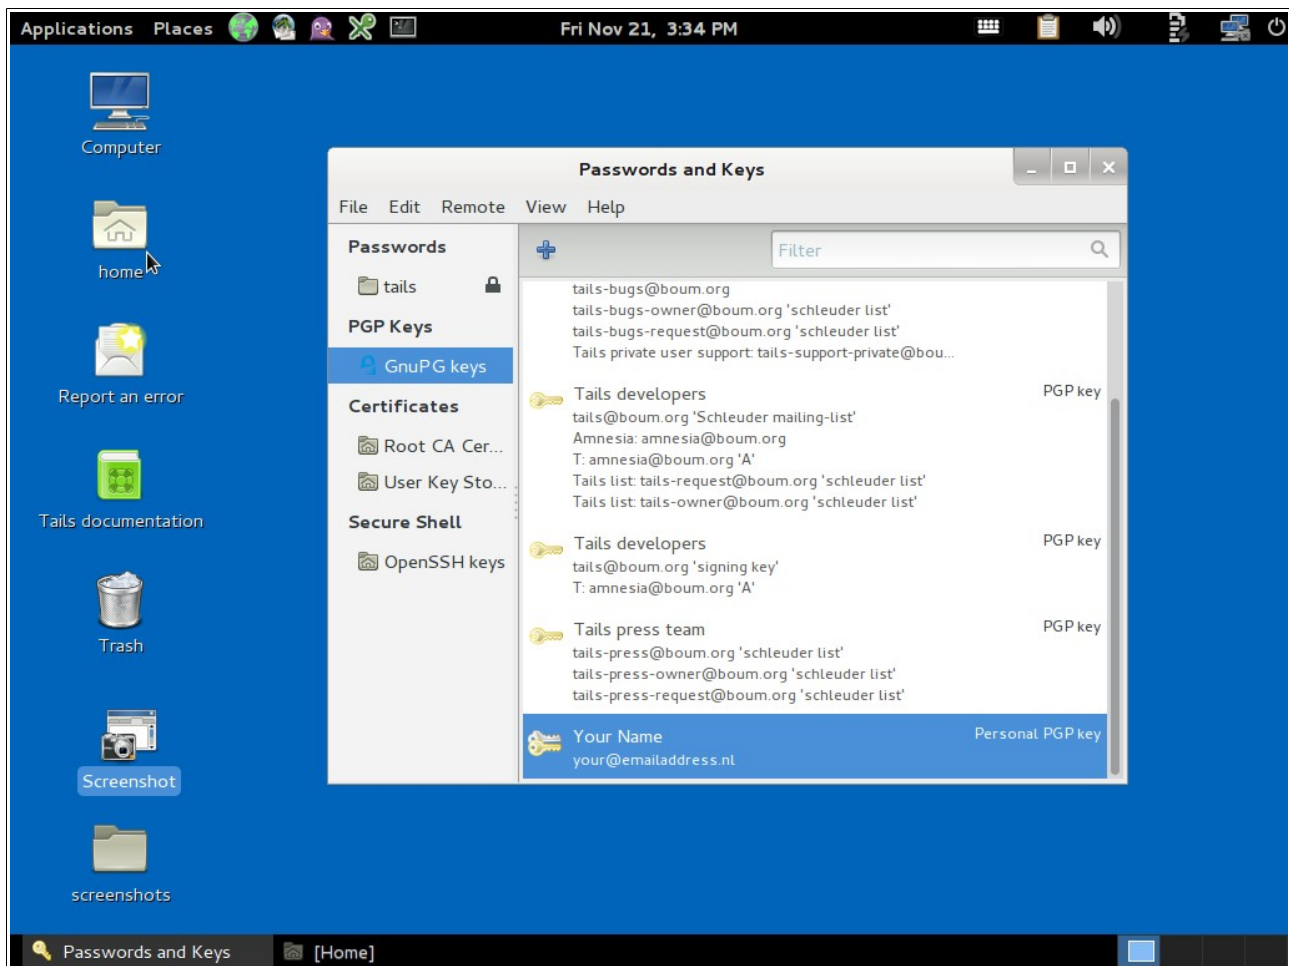 Applications Places Fri Nov 21, 3:34 PM
Computer
home
Report an error
Tails documentation
Trash
Screenshot
screenshots
Passwords and Keys
File Edit Remote View Help
Passwords
tails
PGP Keys
GnuPG keys
Certificates
Root CA Cer...
User Key Sto...
Secure Shell
OpenSSH keys
Filter
tails-bugs@boum.org
tails-bugs-owner@boum.org 'schleuder list'
tails-bugs-request@boum.org 'schleuder list'
Tails private user support: tails-support-private@bou...
Tails developers PGP key
tails@boum.org 'Schleuder mailing-list'
Amnesia: amnesia@boum.org
T: amnesia@boum.org 'A'
Tails list: tails-request@boum.org 'schleuder list'
Tails list: tails-owner@boum.org 'schleuder list'
Tails developers PGP key
tails@boum.org 'signing key'
T: amnesia@boum.org 'A'
Tails press team PGP key
tails-press@boum.org 'schleuder list'
tails-press-owner@boum.org 'schleuder list'
tails-press-request@boum.org 'schleuder list'
Your Name Personal PGP key
your@emailaddress.nl
Passwords and Keys [Home]